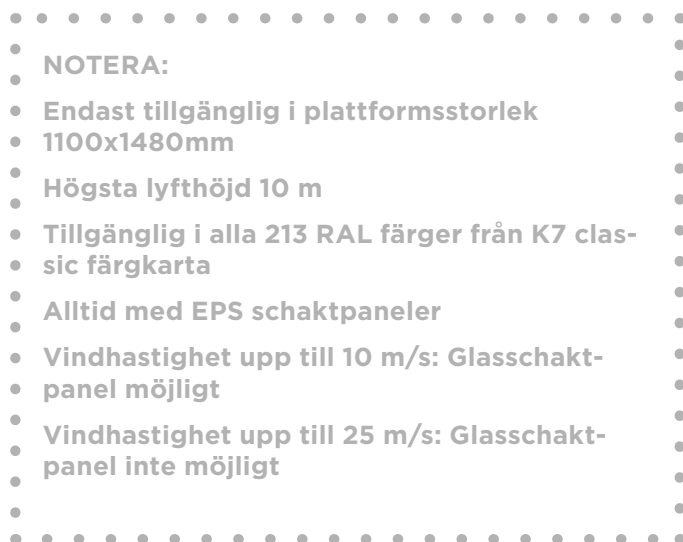 NOTERA:
Endast tillgänglig i plattformsstorlek
1100x1480mm
Högsta lyfthöjd 10 m
Tillgänglig i alla 213 RAL färger från K7 clas-
sic färgkarta
Alltid med EPS schaktpaneler
Vindhastighet upp till 10 m/s: Glasschakt-
panel möjligt
Vindhastighet upp till 25 m/s: Glasschakt-
panel inte möjligt